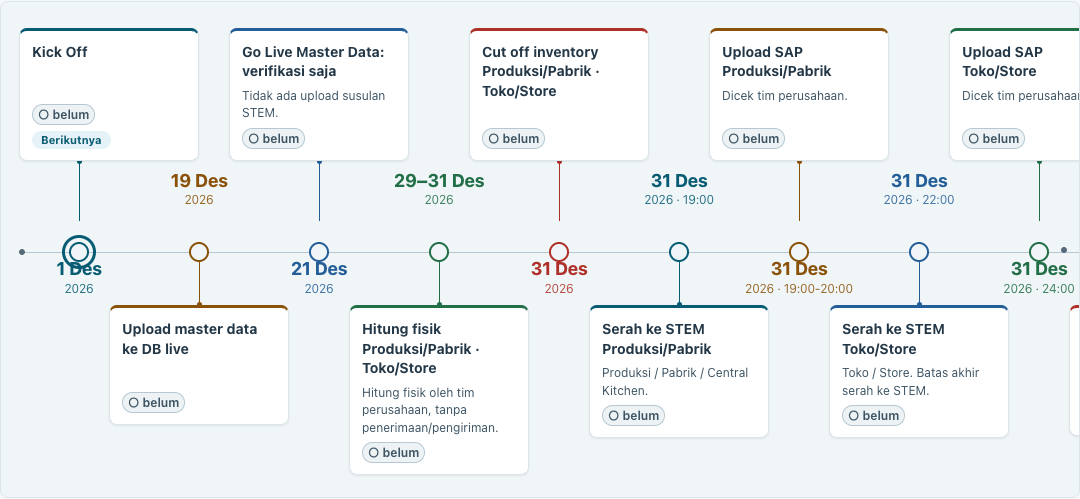 Kick Off
belum
Berikutnya
Go Live Master Data:
verifikasi saja
Tidak ada upload susulan
STEM.
belum
Cut off inventory
Produksi/Pabrik ·
Toko/Store
belum
Upload SAP
Produksi/Pabrik
Dicek tim perusahaan.
belum
Upload SAP
Toko/Store
Dicek tim perusahaan
belum
19 Des
2026
29–31 Des
2026
31 Des
2026 · 19:00
31 Des
2026 · 22:00
1 Des
2026
21 Des
2026
31 Des
2026
31 Des
2026 · 19:00-20:00
31 Des
2026 · 24:00
Upload master data
ke DB live
belum
Hitung fisik
Produksi/Pabrik ·
Toko/Store
Hitung fisik oleh tim
perusahaan, tanpa
penerimaan/pengiriman.
belum
Serah ke STEM
Produksi/Pabrik
Produksi / Pabrik / Central
Kitchen.
belum
Serah ke STEM
Toko/Store
Toko / Store. Batas akhir
serah ke STEM.
belum